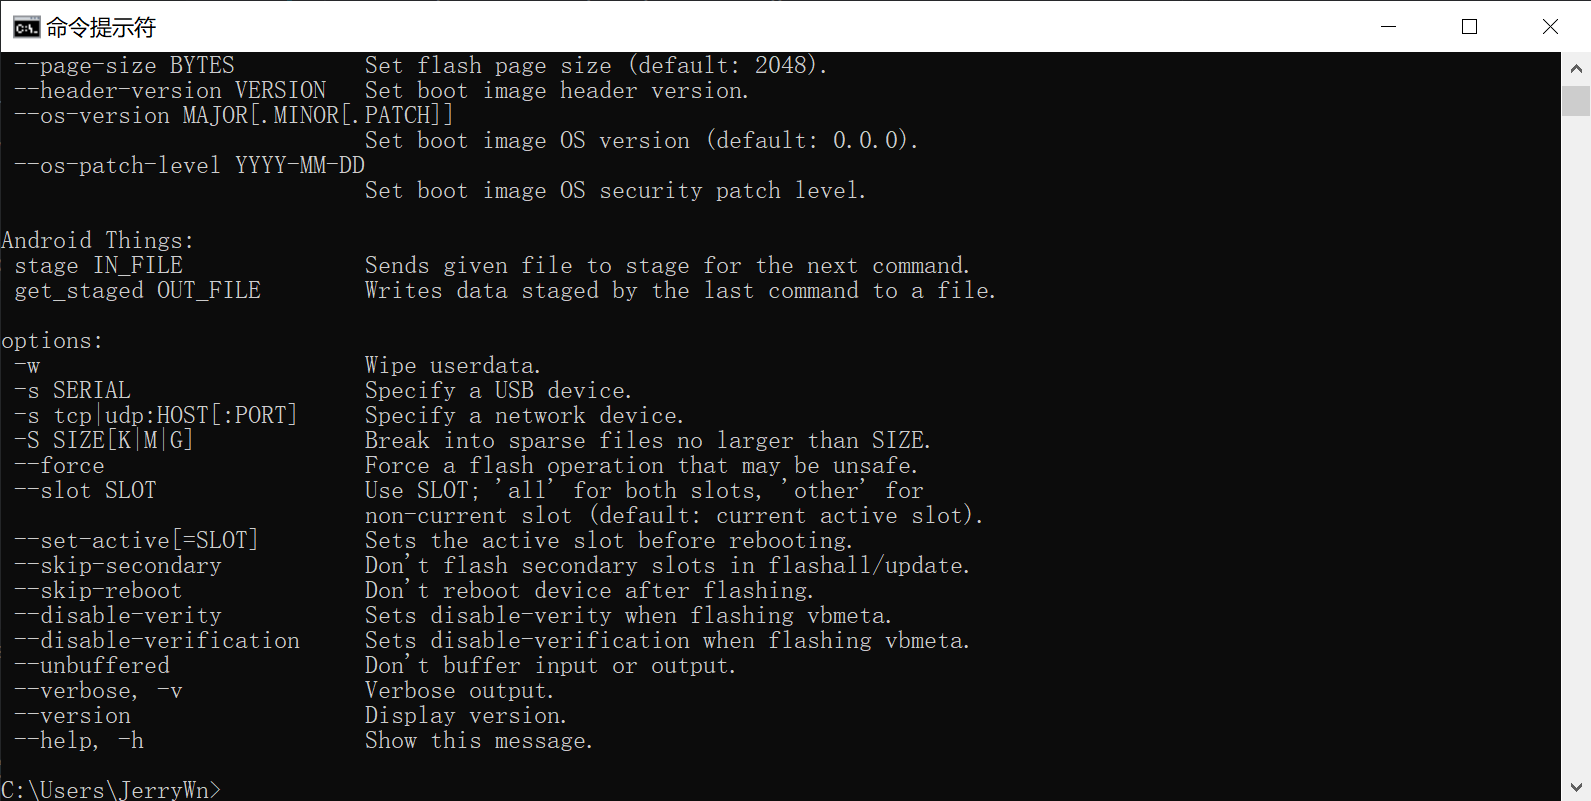 命令提示符
--page-size BYTES Set flash page size (default: 2048).
--header-version VERSION Set boot image header version.
--os-version MAJOR[.MINOR[.PATCH]]
Set boot image OS version (default: 0.0.0).
--os-patch-level YYYY-MM-DD
Set boot image OS security patch level.
Android Things:
stage IN_FILE Sends given file to stage for the next command.
get_staged OUT_FILE Writes data staged by the last command to a file.
options:
-w Wipe userdata.
-s SERIAL Specify a USB device.
-s tcp|udp:HOST[:PORT] Specify a network device.
-S SIZE[K|M|G] Break into sparse files no larger than SIZE.
--force Force a flash operation that may be unsafe.
--slot SLOT Use SLOT; 'all' for both slots, 'other' for
non-current slot (default: current active slot).
--set-active[=SLOT] Sets the active slot before rebooting.
--skip-secondary Don't flash secondary slots in flashall/update.
--skip-reboot Don't reboot device after flashing.
--disable-verity Sets disable-verity when flashing vbmeta.
--disable-verification Sets disable-verification when flashing vbmeta.
--unbuffered Don't buffer input or output.
--verbose, -v Verbose output.
--version Display version.
--help, -h Show this message.
C:\Users\JerryWn>